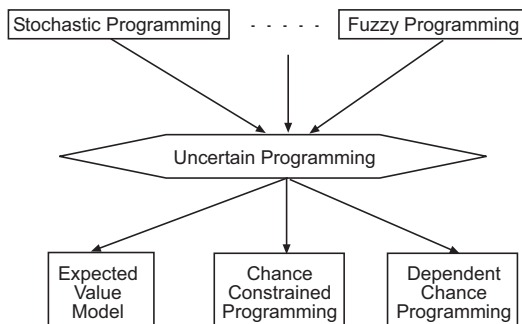 Stochastic Programming - - - - - Fuzzy Programming
Uncertain Programming
Expected
Value
Model
Chance
Constrained
Programming
Dependent
Chance
Programming